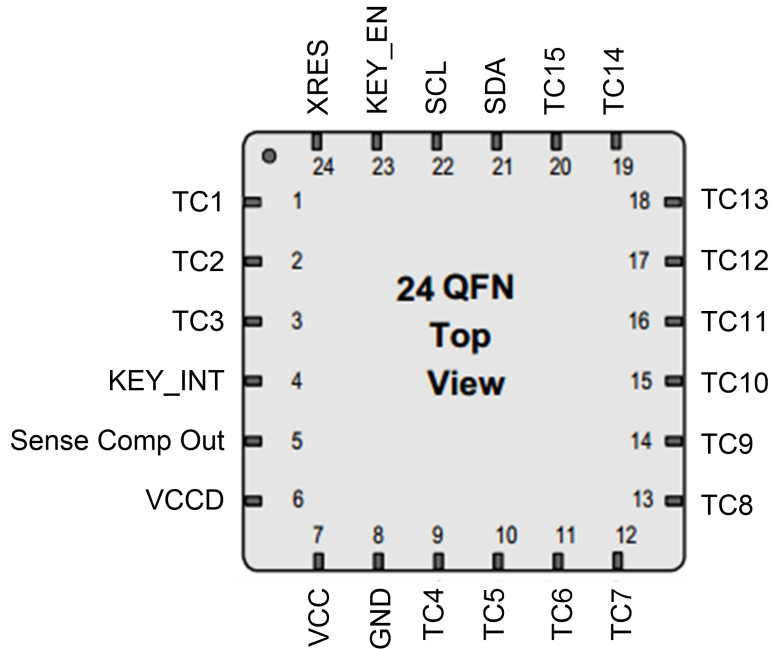 XRES KEY_EN SCL SDA TC15 TC14
24 23 22 21 20 19
TC1 1 18 TC13
TC2 2 17 TC12
24 QFN
TC3 3 16 TC11
Top
KEY_INT 4 15 TC10
View
Sense Comp Out 5 14 TC9
VCCD 6 13 TC8
7 8 9 10 11 12
VCC GND TC4 TC5 TC6 TC7